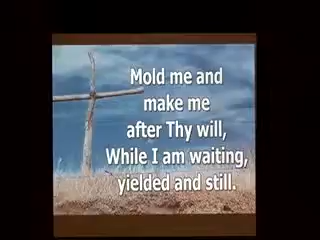 Mold me and
make me
after Thy will,
While I am waiting,
yielded and still.